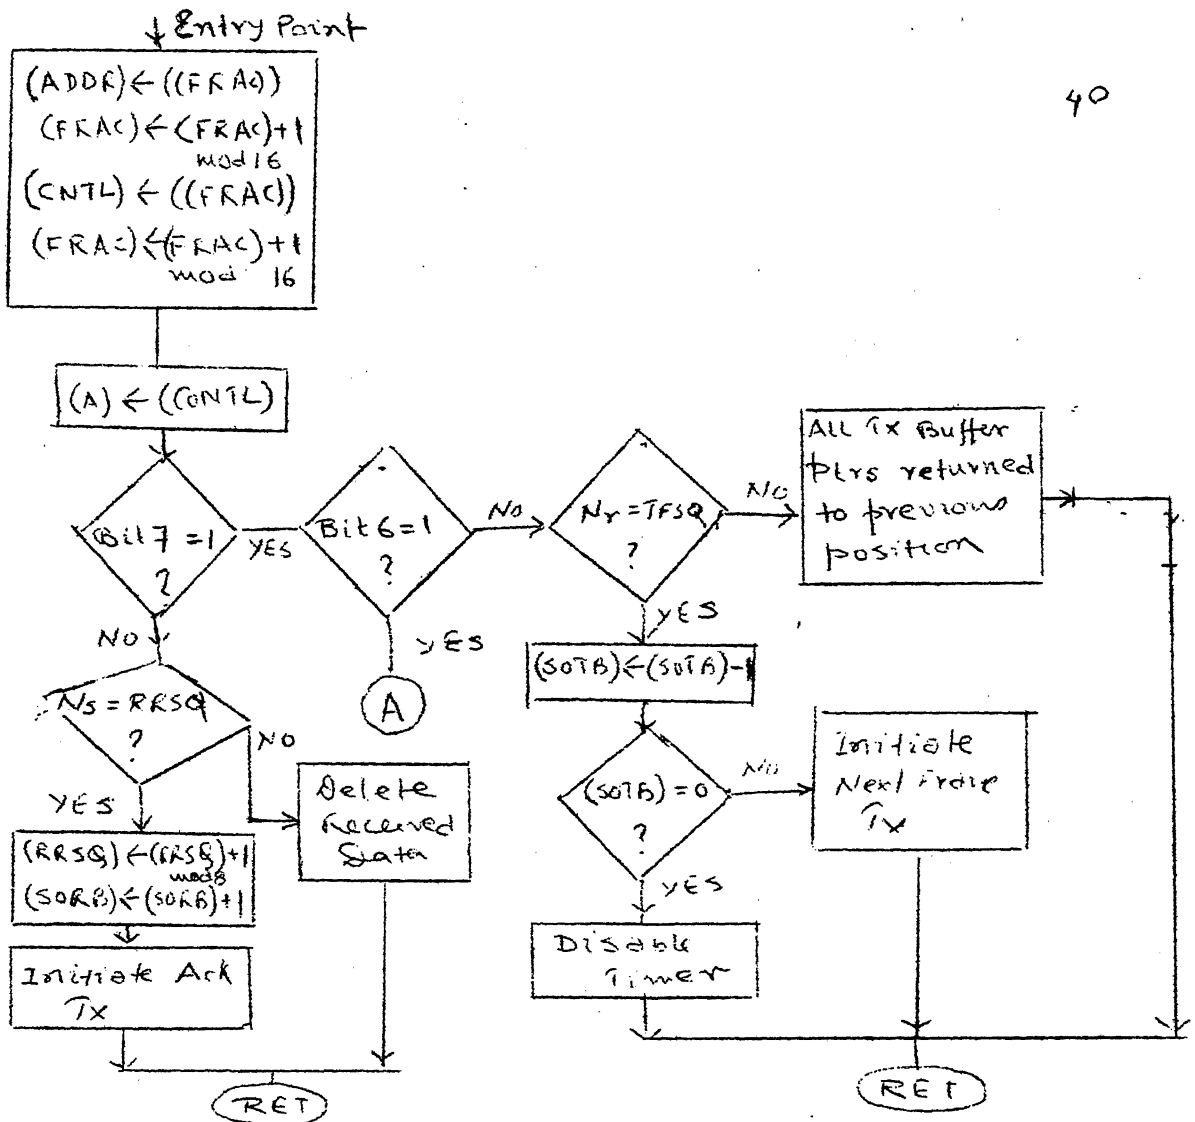 Entry Point
40
(ADDR)←((FRAC))
(FRAC)←(FRAC)+1
mod 16
(CNTL)←((FRAC))
(FRAC)←(FRAC)+1
mod 16
(A)←((CONTL)
Bit 7=1
?
YES
NO
Bit 6=1
?
NO
YES
A
Nr=TFSQ
?
NO
YES
All Tx Buffer
ptrs returned
to previous
position
(SOTB)←(SOTB)-1
(SOTB)=0
?
NO
YES
Initiate
Next Frame
Tx
Disable
Timer
RET
Ns=RRSQ
?
NO
YES
Delete
Received
Data
(RRSQ)←(RRSQ)+1
mod 8
(SORB)←(SORB)+1
Initiate Ack
Tx
RET